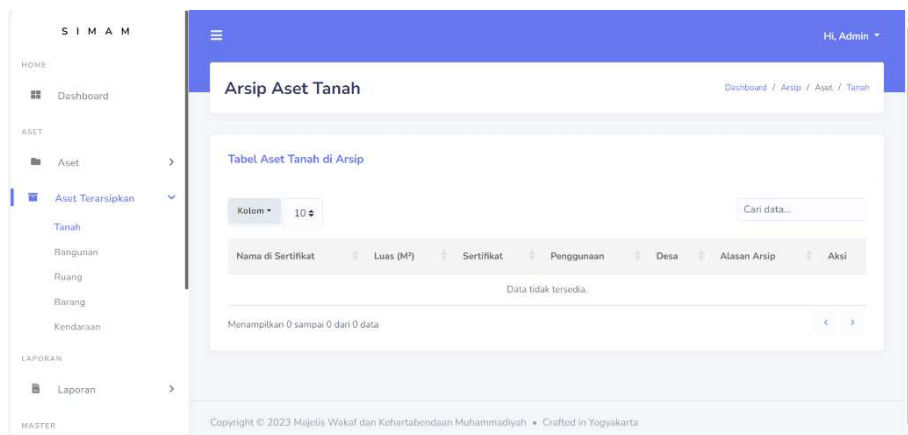 S I M A M
Hi, Admin
HOME
Dashboard
ASET
Aset
Aset Terarsipkan
Tanah
Bangunan
Ruang
Barang
Kendaraan
LAPORAN
Laporan
MASTER
Arsip Aset Tanah
Dashboard / Arsip / Aset / Tanah
Tabel Aset Tanah di Arsip
Kolom 10 Cari data...
Nama di Sertifikat Luas (M²) Sertifikat Penggunaan Desa Alasan Arsip Aksi
Data tidak tersedia.
Menampilkan 0 sampai 0 dari 0 data
Copyright © 2023 Majelis Wakaf dan Kehartabendaan Muhammadiyah • Crafted in Yogyakarta